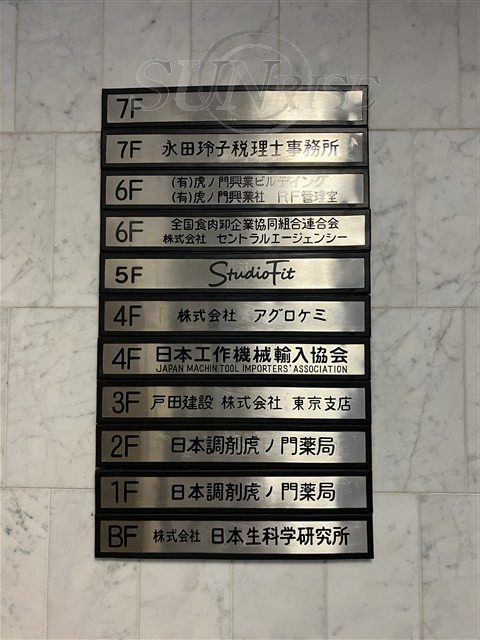 SUNRISE
7F
7F 永田玲子税理士事務所
6F (有)虎ノ門興業ビルディング
(有)虎ノ門興業社 RF管理室
6F 全国食肉卸企業協同組合連合会
株式会社 セントラルエージェンシー
5F StudioFit
4F 株式会社 アグロケミ
4F 日本工作機械輸入協会
JAPAN MACHIN TOOL IMPORTERS' ASSOCIATION
3F 戸田建設 株式会社 東京支店
2F 日本調剤虎ノ門薬局
1F 日本調剤虎ノ門薬局
BF 株式会社 日本生科学研究所